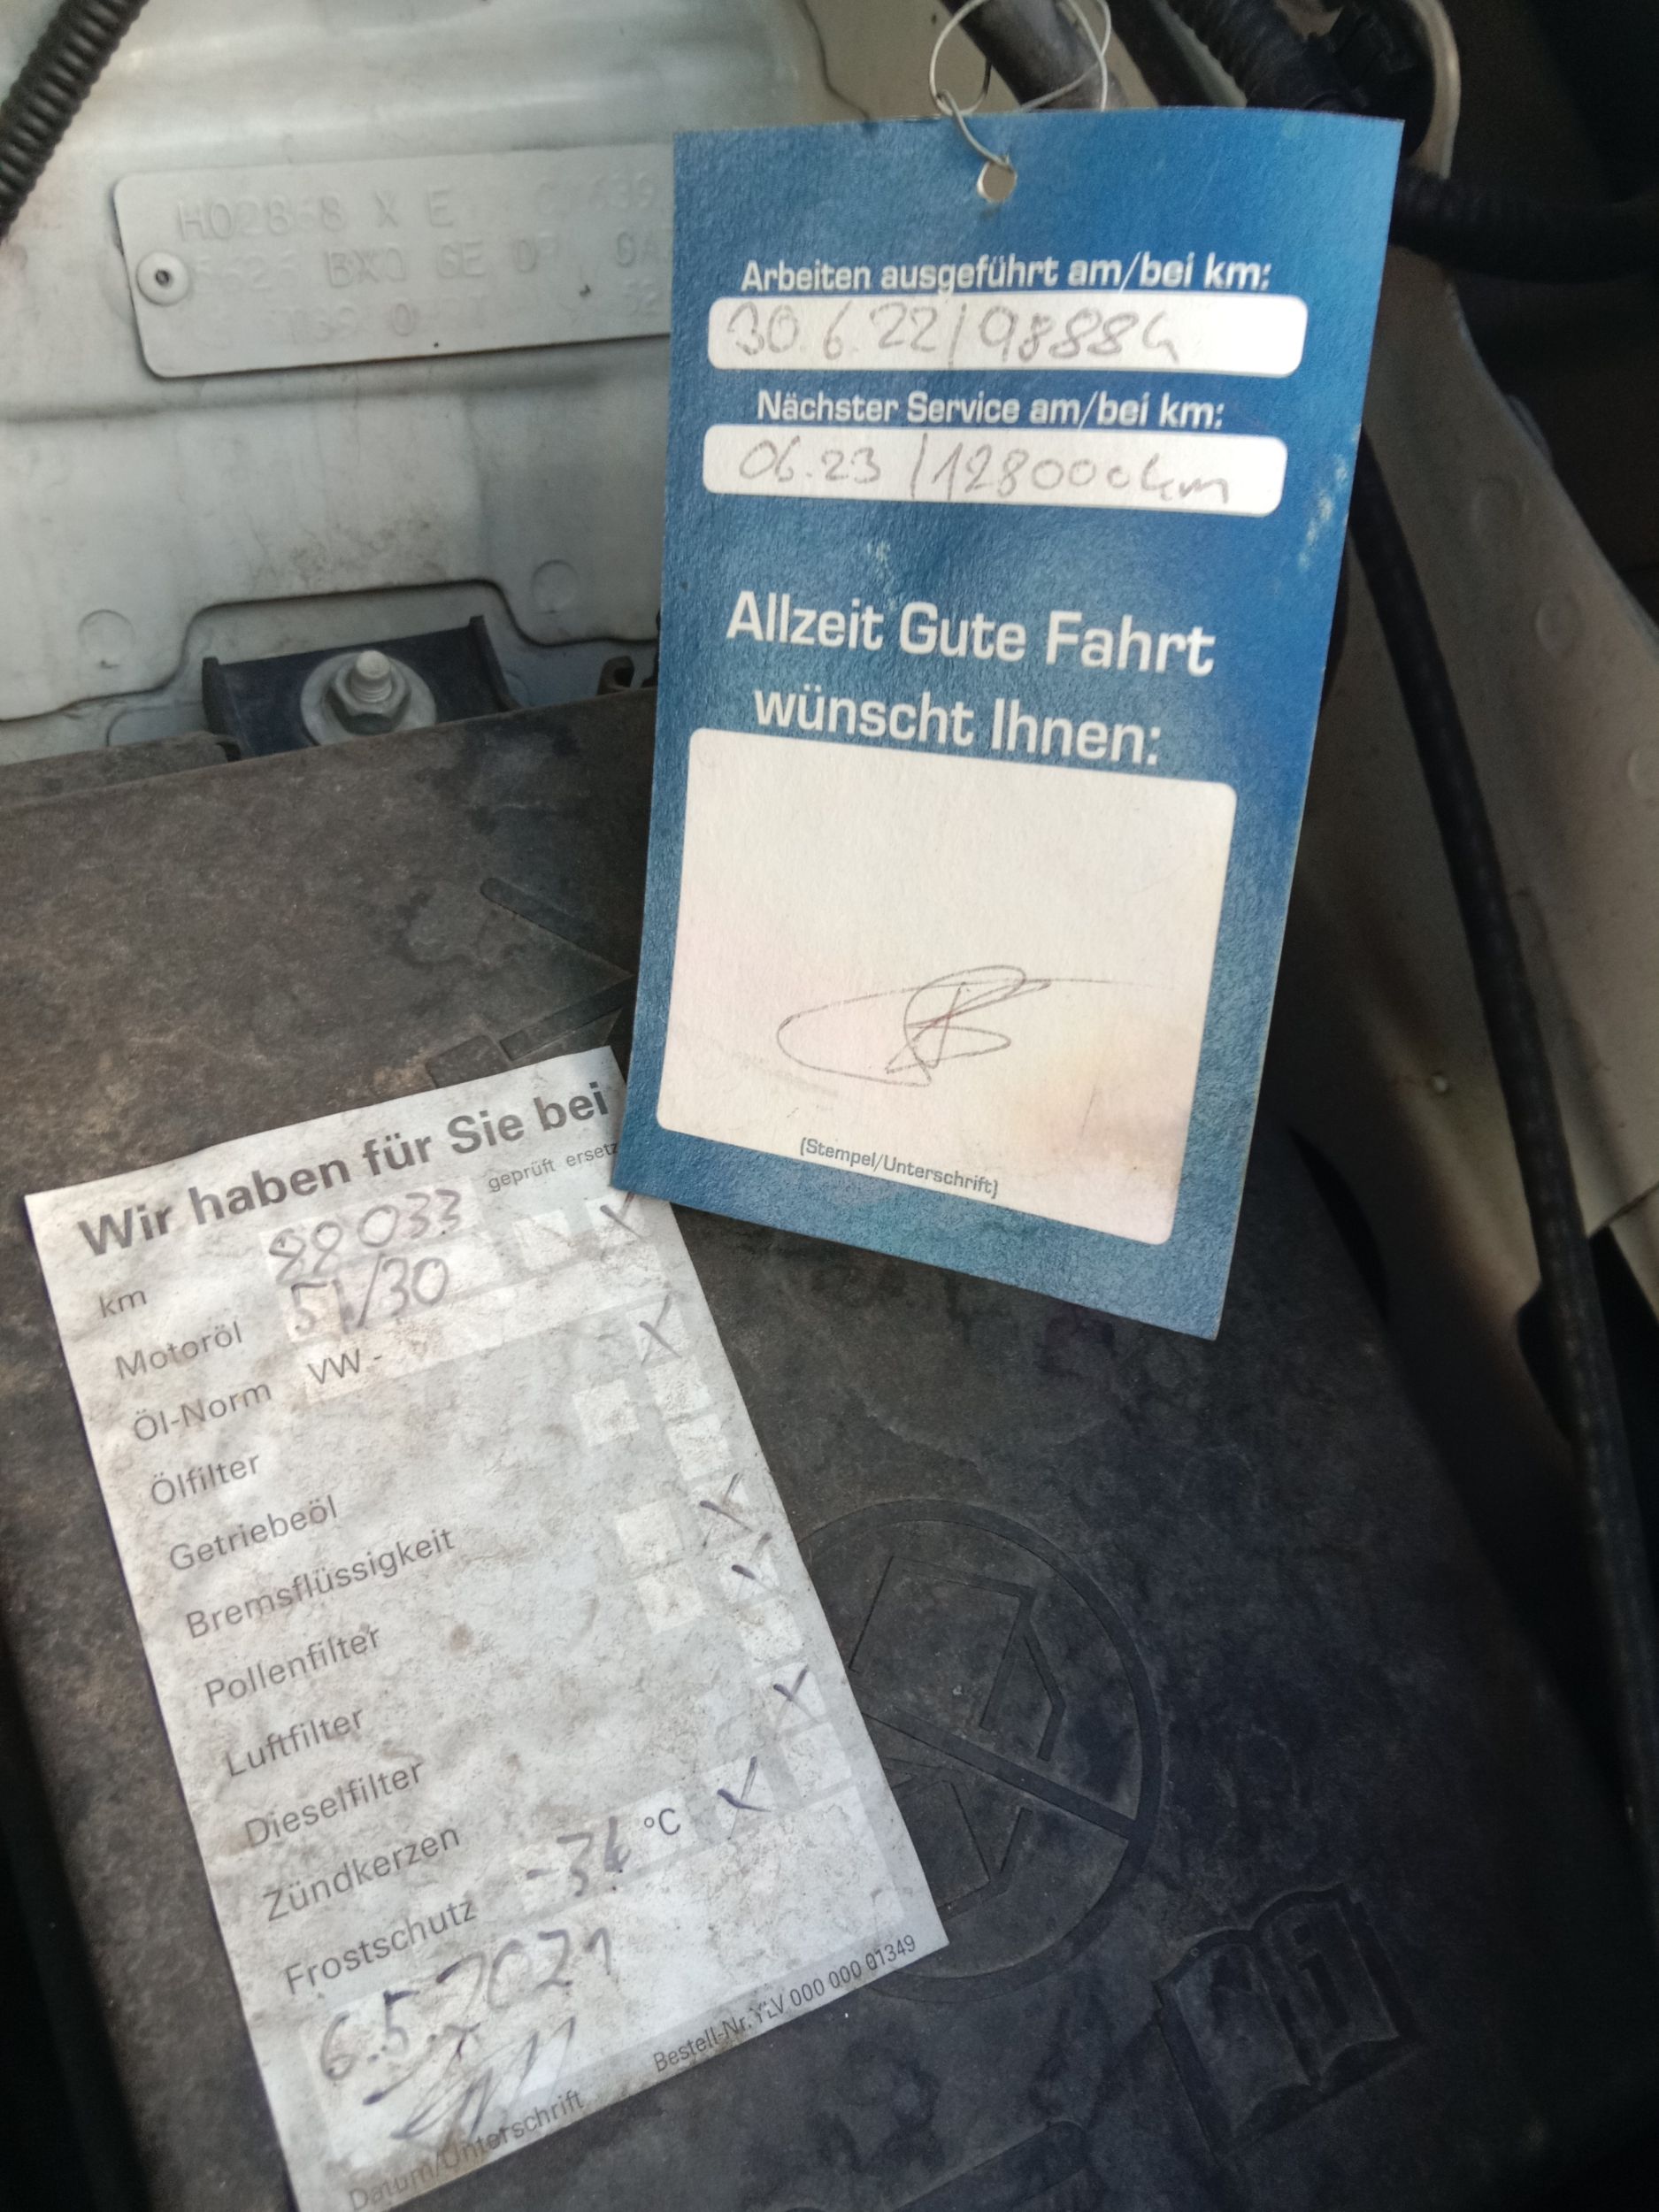 Arbeiten ausgeführt am/bei km:
30.6.22/98884
Nächster Service am/bei km:
06.23/128000km
Allzeit Gute Fahrt
wünscht Ihnen:
(Stempel/Unterschrift)
Wir haben für Sie bei
geprüft ersetz
km 88033
Motoröl 5W/30
Öl-Norm VW -
Ölfilter
Getriebeöl
Bremsflüssigkeit
Pollenfilter
Luftfilter
Dieselfilter
Zündkerzen
Frostschutz °C
6.5.2021
Datum/Unterschrift
Bestell-Nr. YLV 000 000 01349